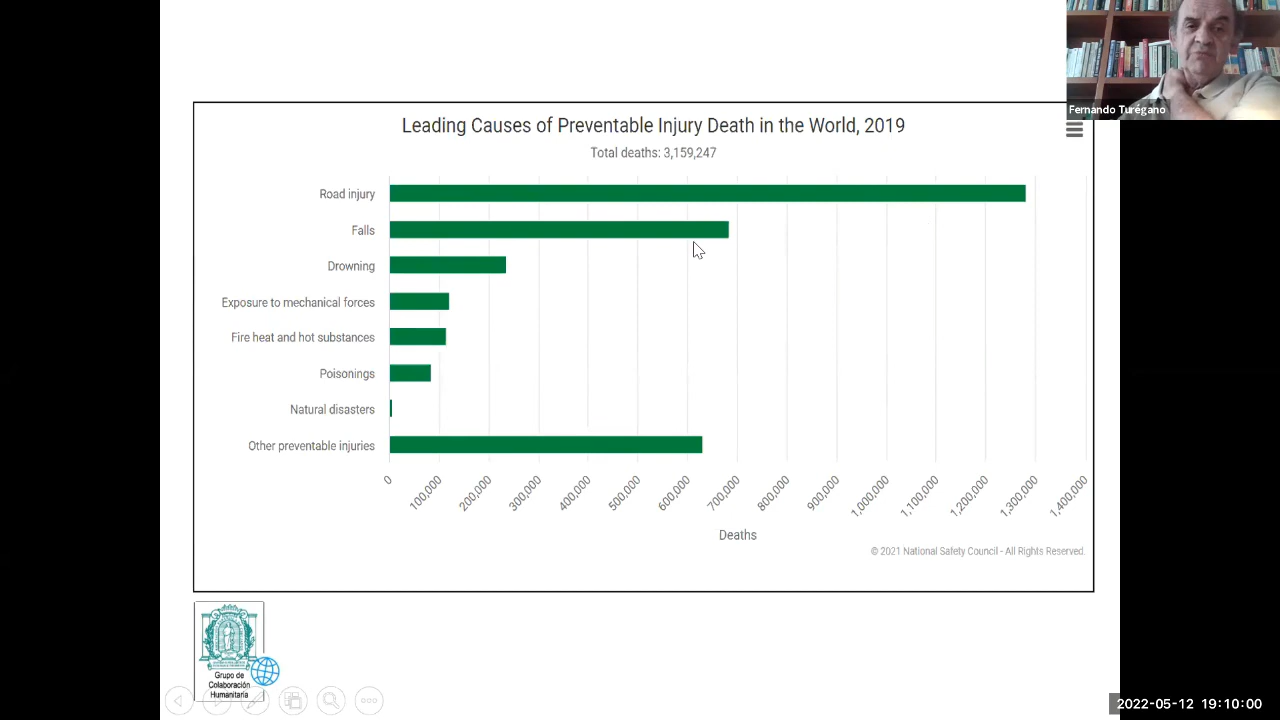 Fernando Turégano
Leading Causes of Preventable Injury Death in the World, 2019
Total deaths: 3,159,247
Road injury
Falls
Drowning
Exposure to mechanical forces
Fire heat and hot substances
Poisonings
Natural disasters
Other preventable injuries
0
100,000
200,000
300,000
400,000
500,000
600,000
700,000
800,000
900,000
1,000,000
1,100,000
1,200,000
1,300,000
1,400,000
Deaths
© 2021 National Safety Council - All Rights Reserved.
Grupo de
Colaboración
Humanitaria
2022-05-12 19:10:00